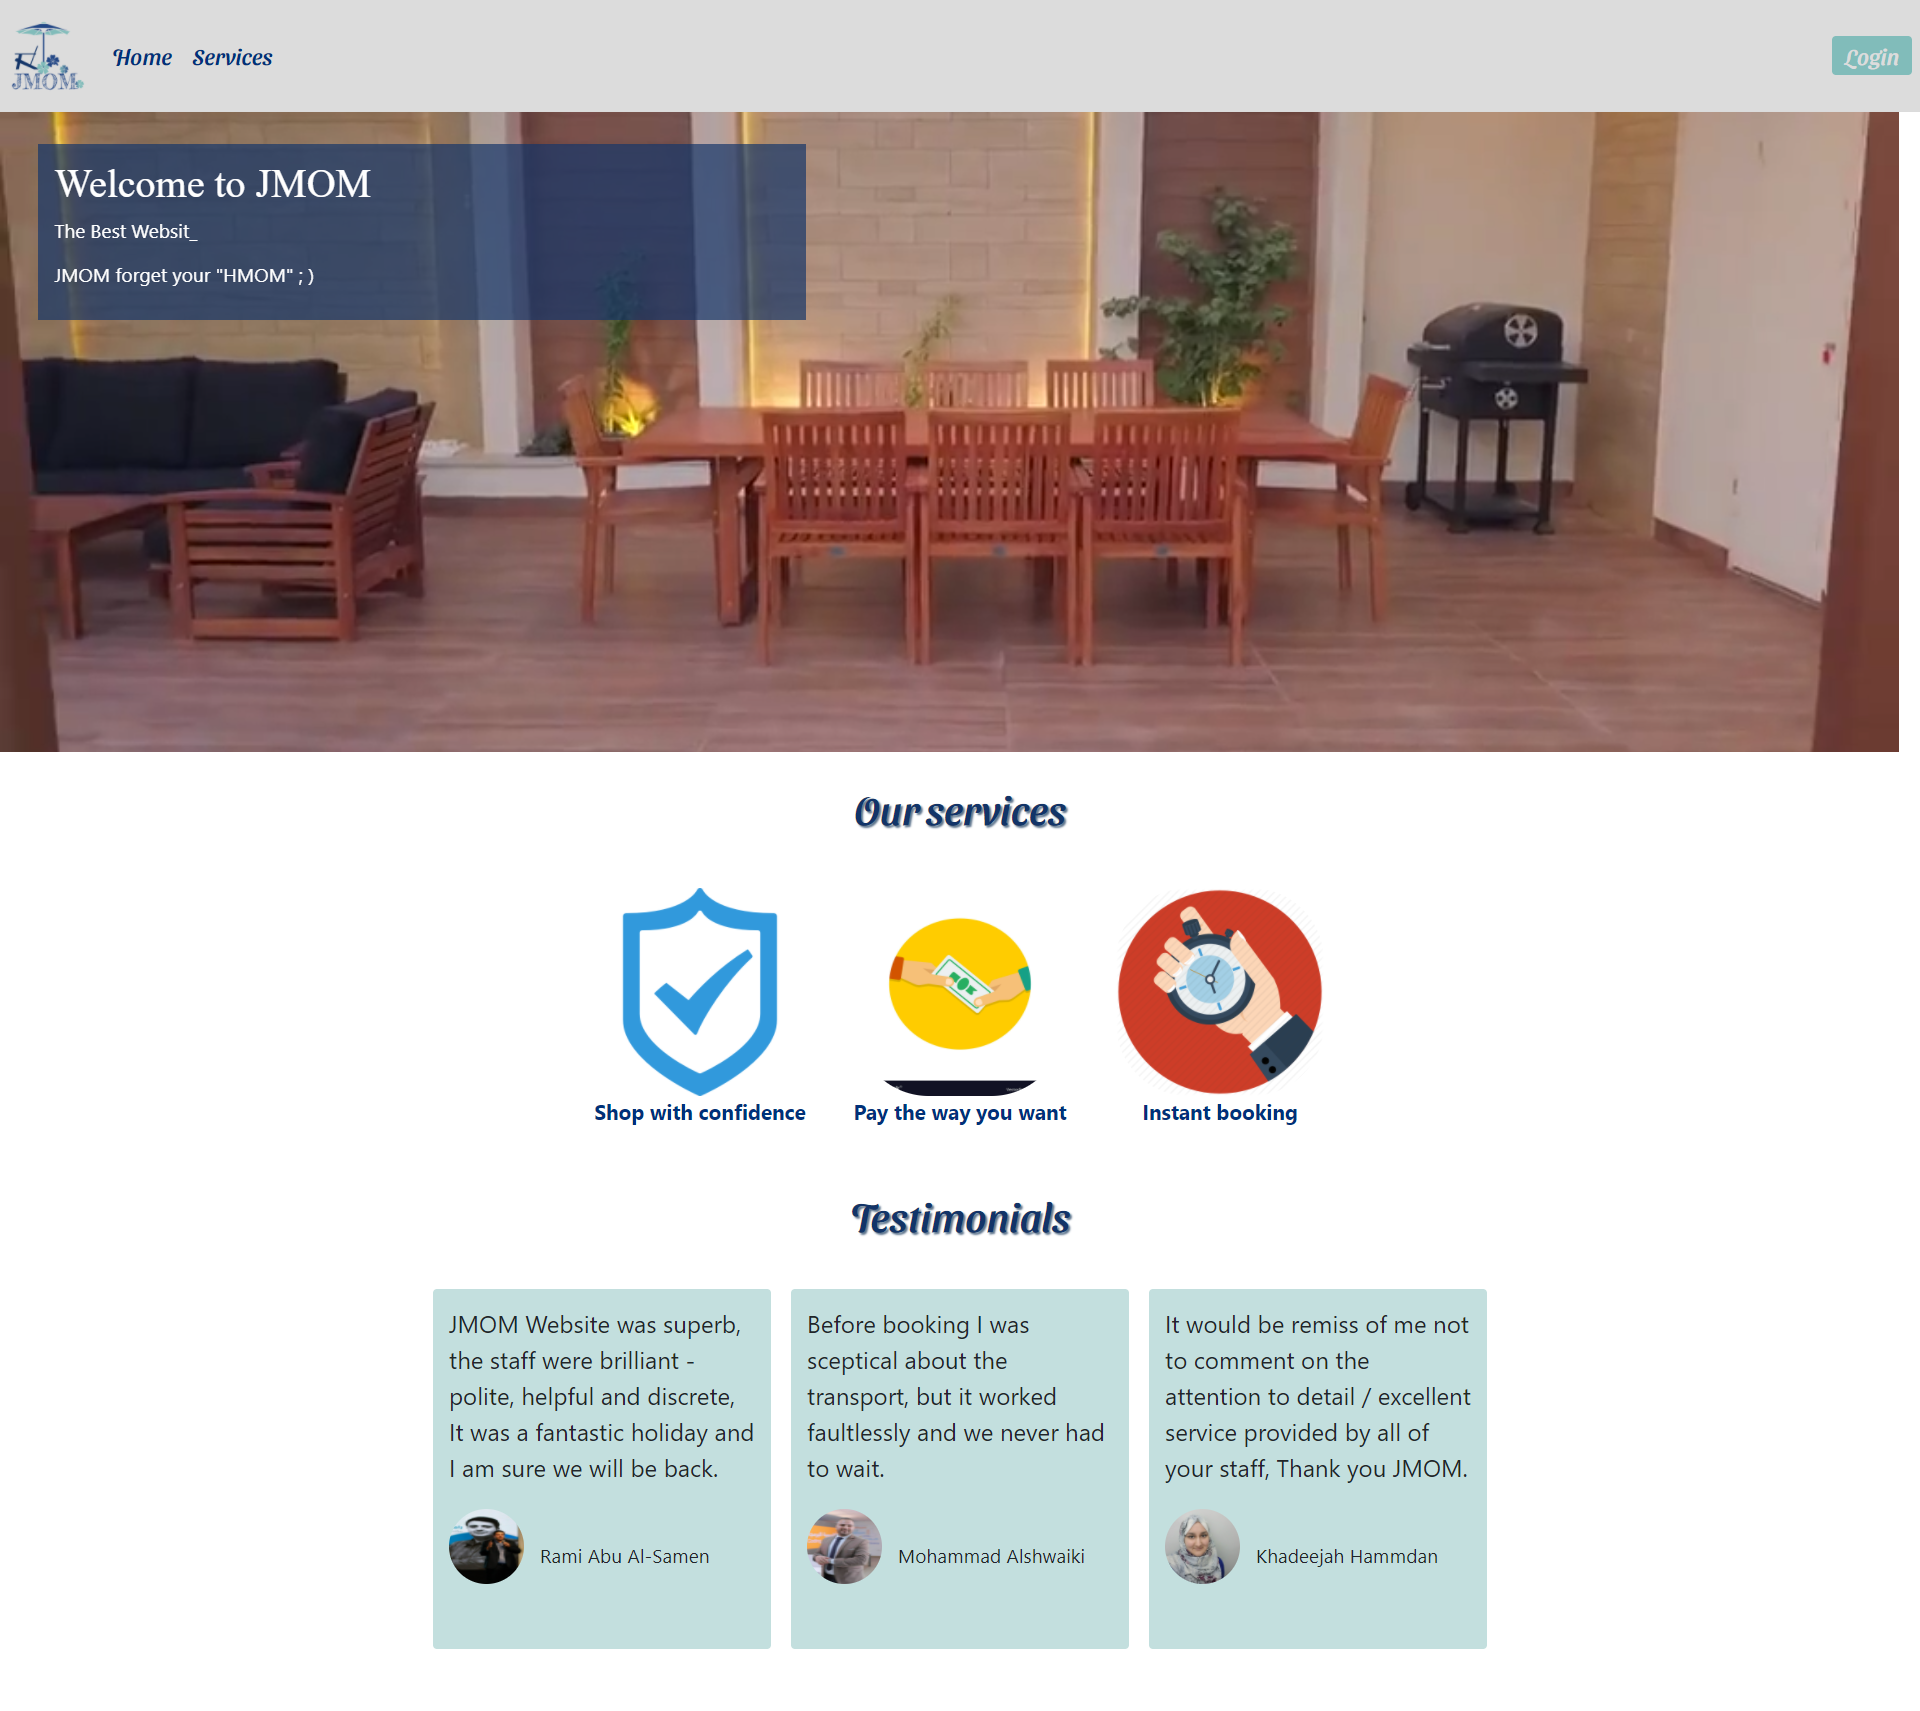 JMOM
Home Services
Login
Welcome to JMOM
The Best Websit_
JMOM forget your "HMOM" ; )
Our services
Shop with confidence
Pay the way you want
Instant booking
Testimonials
JMOM Website was superb,
the staff were brilliant -
polite, helpful and discrete,
It was a fantastic holiday and
I am sure we will be back.
Rami Abu Al-Samen
Before booking I was
sceptical about the
transport, but it worked
faultlessly and we never had
to wait.
Mohammad Alshwaiki
It would be remiss of me not
to comment on the
attention to detail / excellent
service provided by all of
your staff, Thank you JMOM.
Khadeejah Hammdan